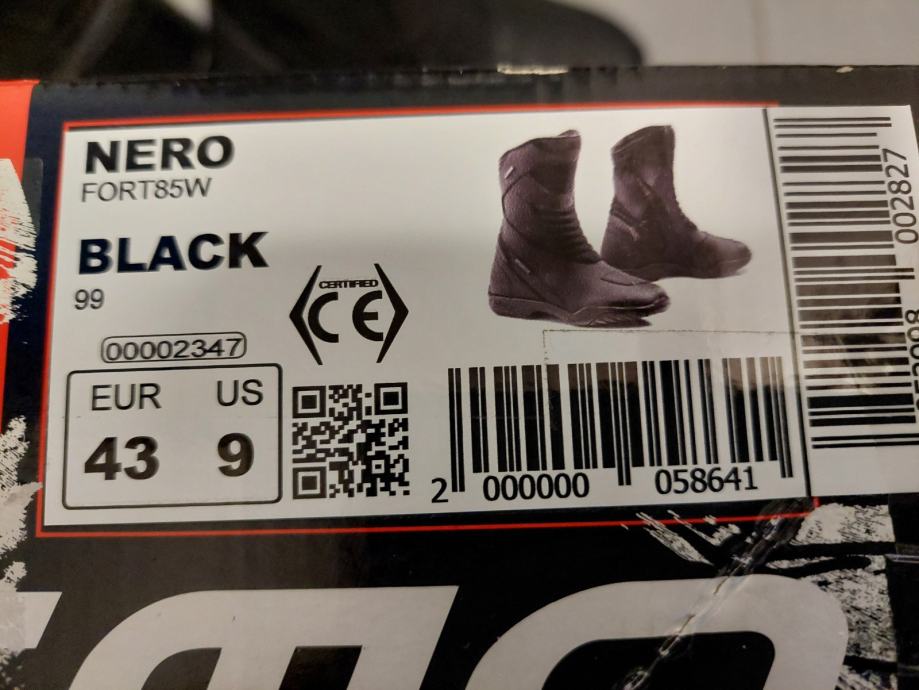 NERO
FORT85W
BLACK
99
CERTIFIED
CE
00002347
EUR US
43 9
2 000000 058641
002827